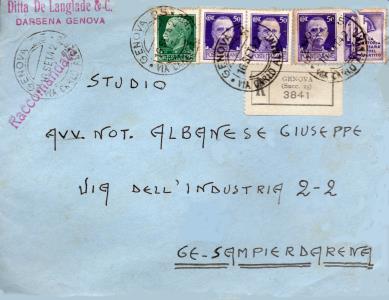 Ditta De Langlade & C.
DARSENA GENOVA
Raccomandata
GENOVA
(Succ. 23)
R
3841
STUDIO
AVV. NOT. ALBANESE GIUSEPPE
VIA DELL'INDUSTRIA 2-2
GE-SAMPIERDARENA